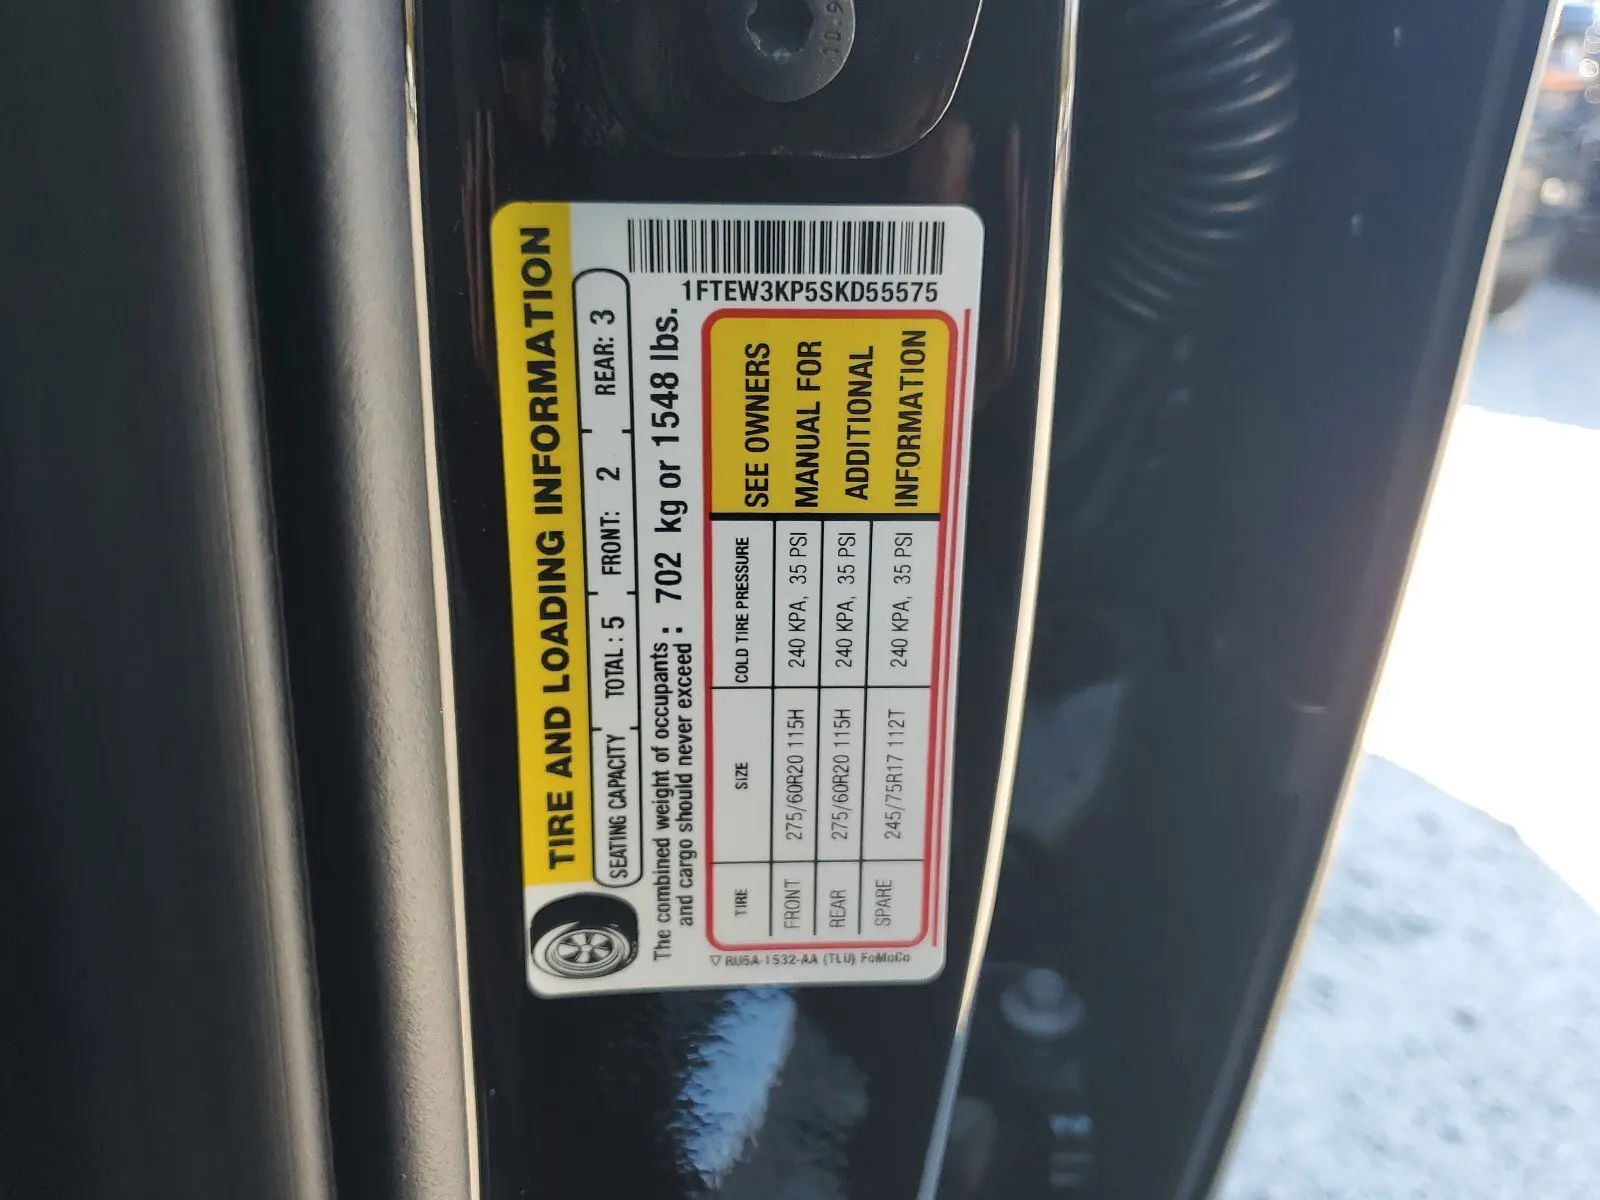 TIRE AND LOADING INFORMATION
SEATING CAPACITY TOTAL : 5 FRONT: 2 REAR: 3
The combined weight of occupants
and cargo should never exceed : 702 kg or 1548 lbs.
1FTEW3KP5SKD55575
TIRE SIZE COLD TIRE PRESSURE
FRONT 275/60R20 115H 240 KPA, 35 PSI
REAR 275/60R20 115H 240 KPA, 35 PSI
SPARE 245/75R17 112T 240 KPA, 35 PSI
SEE OWNERS
MANUAL FOR
ADDITIONAL
INFORMATION
RU5A-1532-AA (TLU) FoMoCo